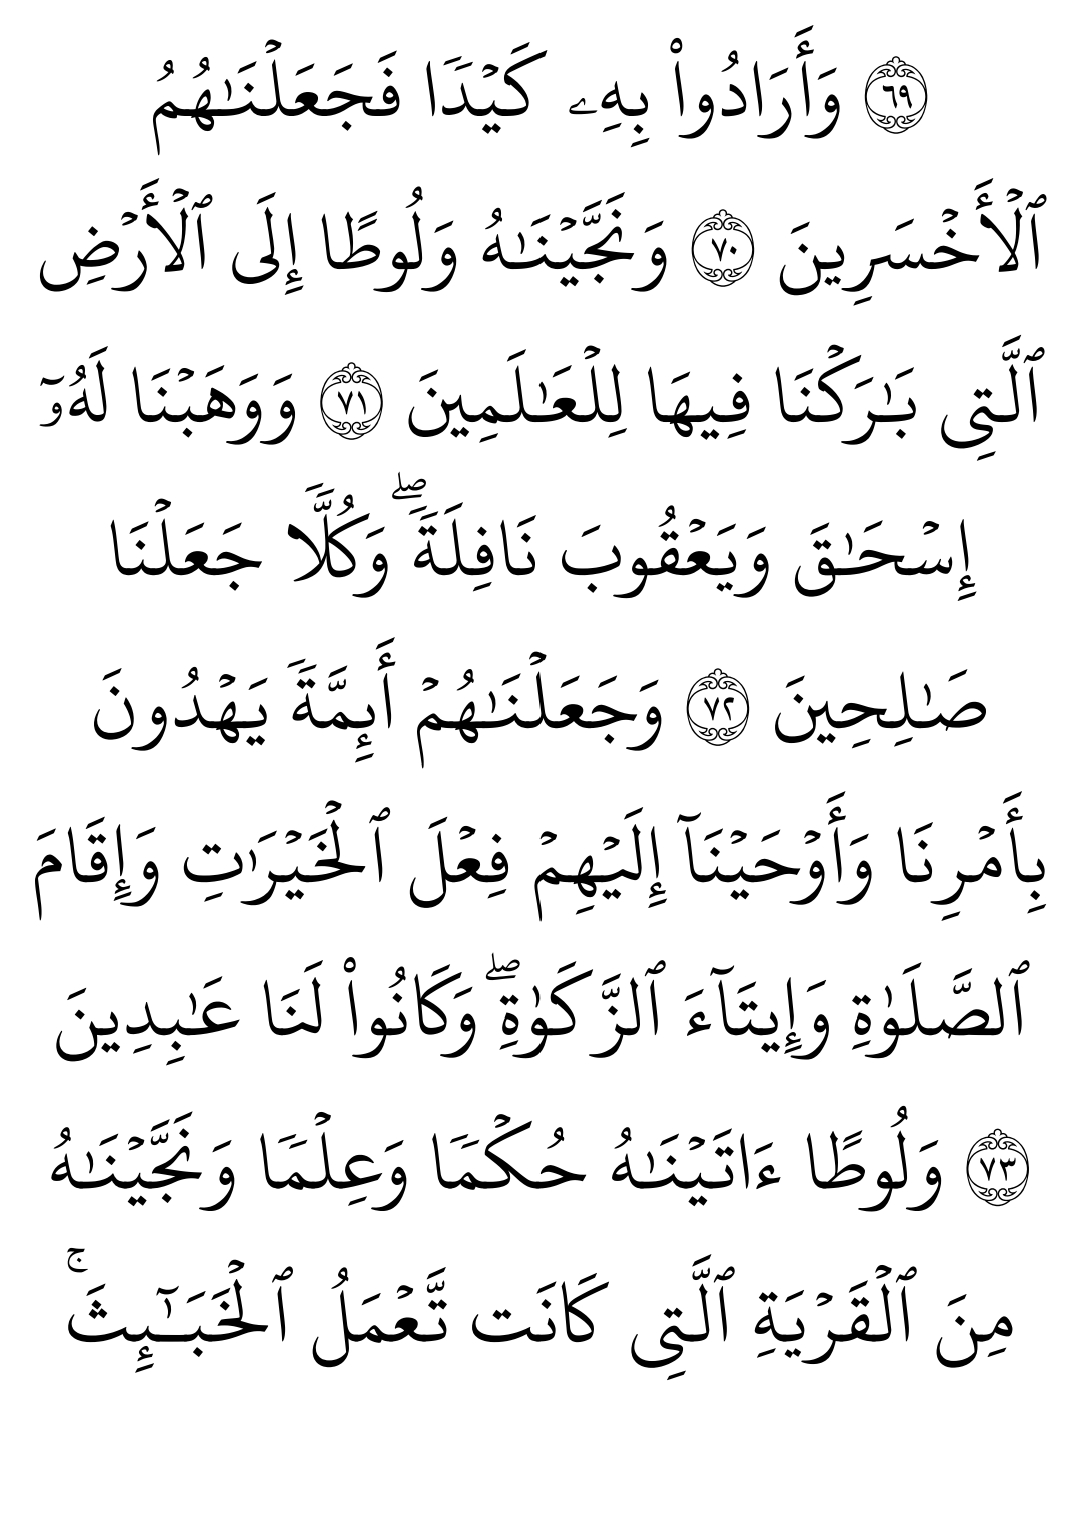 ٦٩ وَأَرَادُوا۟ بِهِۦ كَيْدًا فَجَعَلْنَـٰهُمُ
ٱلْأَخْسَرِينَ ٧٠ وَنَجَّيْنَـٰهُ وَلُوطًا إِلَى ٱلْأَرْضِ
ٱلَّتِى بَـٰرَكْنَا فِيهَا لِلْعَـٰلَمِينَ ٧١ وَوَهَبْنَا لَهُۥٓ
إِسْحَـٰقَ وَيَعْقُوبَ نَافِلَةً ۖ وَكُلًّا جَعَلْنَا
صَـٰلِحِينَ ٧٢ وَجَعَلْنَـٰهُمْ أَئِمَّةً يَهْدُونَ
بِأَمْرِنَا وَأَوْحَيْنَآ إِلَيْهِمْ فِعْلَ ٱلْخَيْرَٰتِ وَإِقَامَ
ٱلصَّلَوٰةِ وَإِيتَآءَ ٱلزَّكَوٰةِ ۖ وَكَانُوا۟ لَنَا عَـٰبِدِينَ
٧٣ وَلُوطًا ءَاتَيْنَـٰهُ حُكْمًا وَعِلْمًا وَنَجَّيْنَـٰهُ
مِنَ ٱلْقَرْيَةِ ٱلَّتِى كَانَت تَّعْمَلُ ٱلْخَبَـٰٓئِثَ ۚ